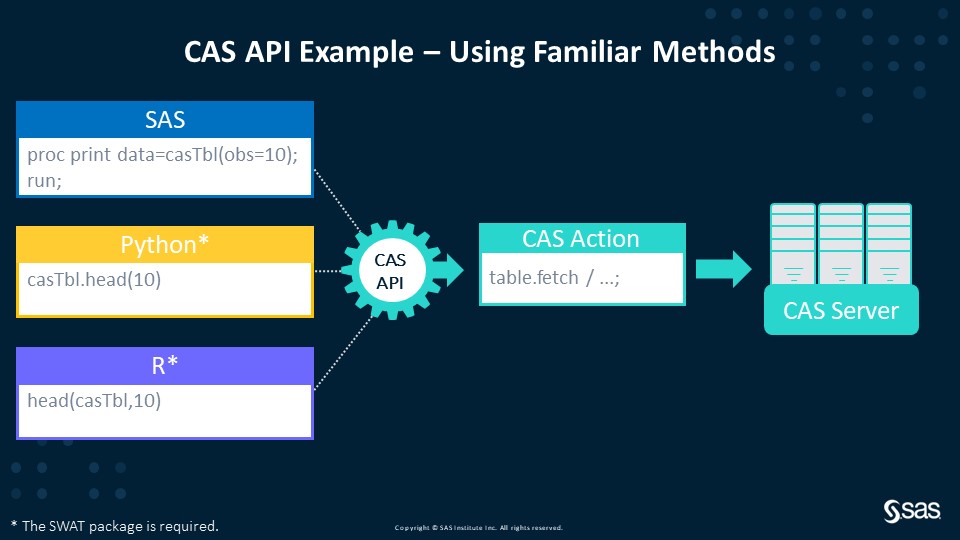 CAS API Example – Using Familiar Methods
SAS
proc print data=casTbl(obs=10);
run;
Python*
casTbl.head(10)
R*
head(casTbl,10)
CAS
API
CAS Action
table.fetch / ...;
CAS Server
* The SWAT package is required.
Copyright © SAS Institute Inc. All rights reserved.
sas